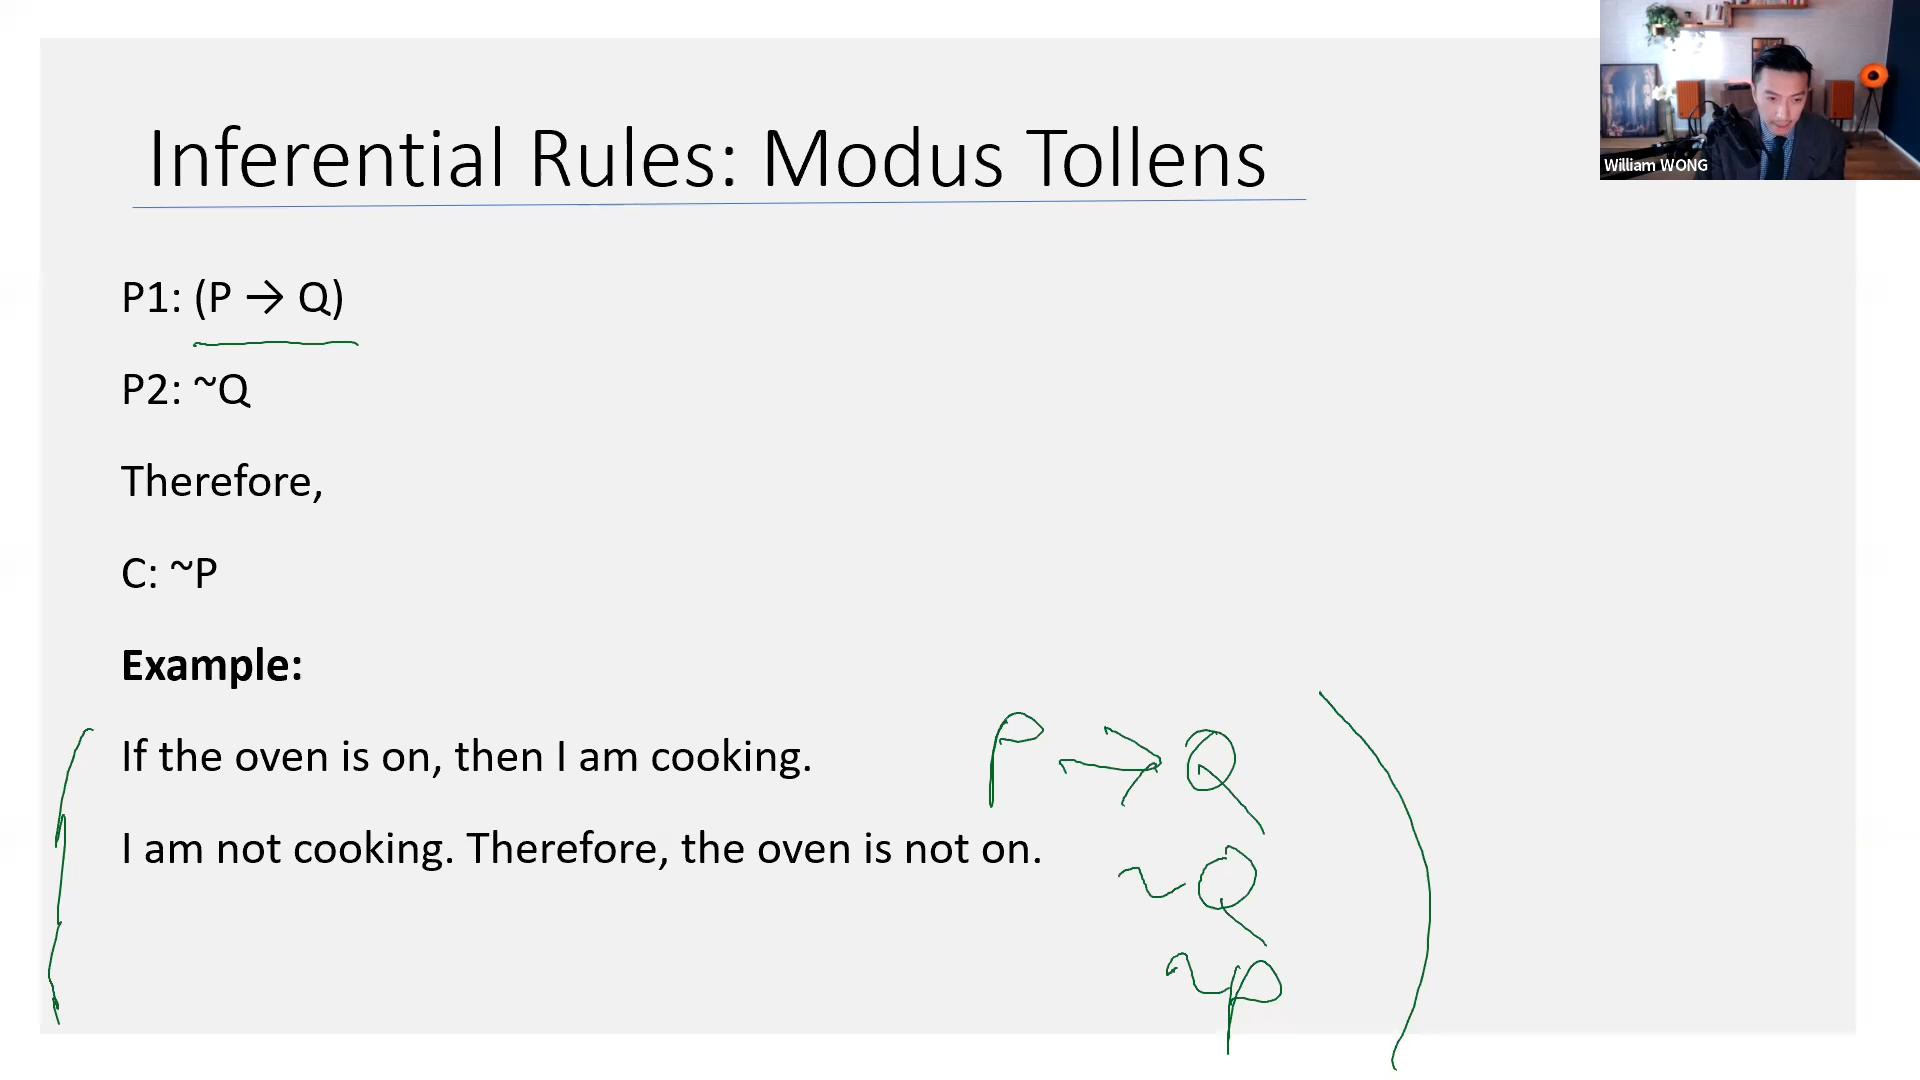 William WONG
Inferential Rules: Modus Tollens
P1: (P → Q)
P2: ~Q
Therefore,
C: ~P
Example:
If the oven is on, then I am cooking.
P → Q
I am not cooking. Therefore, the oven is not on.
~Q
~P